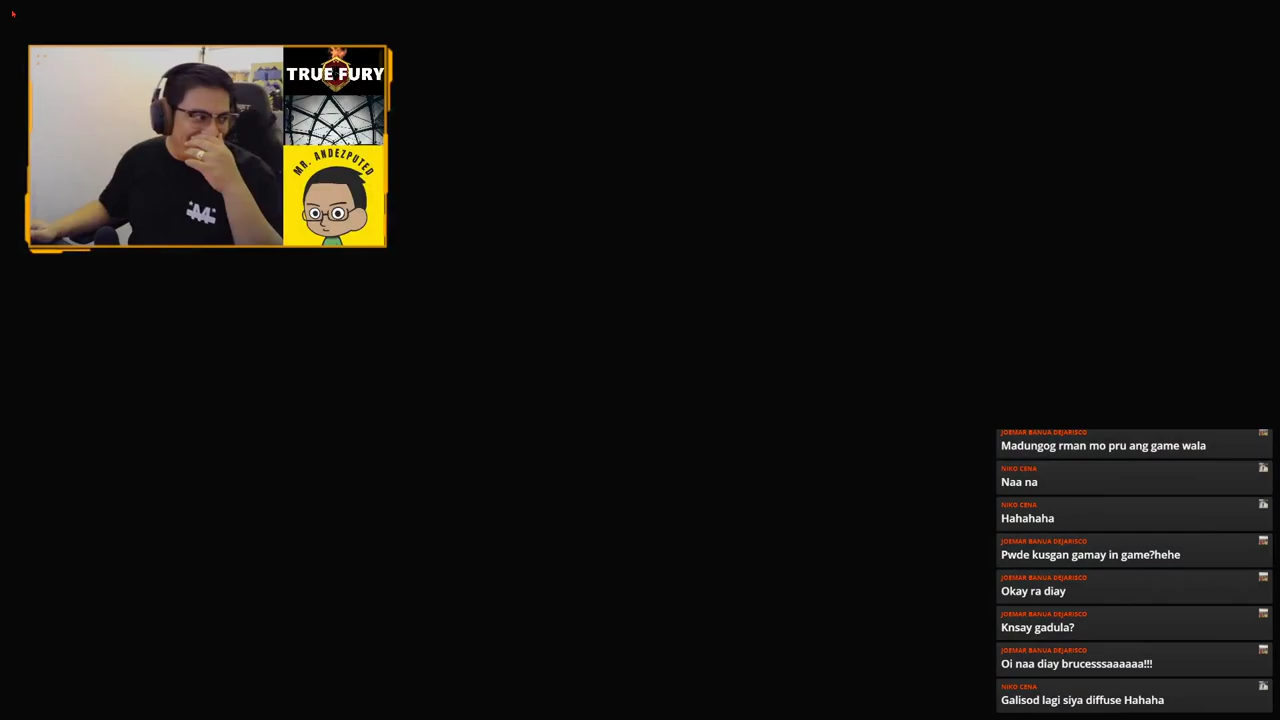 TRUE FURY
MR. ANDEZPUTED
JOEMAR BANUA DEJARISCO
Madungog rman mo pru ang game wala
NIKO CENA
Naa na
NIKO CENA
Hahahaha
JOEMAR BANUA DEJARISCO
Pwde kusgan gamay in game?hehe
JOEMAR BANUA DEJARISCO
Okay ra diay
JOEMAR BANUA DEJARISCO
Knsay gadula?
JOEMAR BANUA DEJARISCO
Oi naa diay brucesssaaaaaa!!!
NIKO CENA
Galisod lagi siya diffuse Hahaha